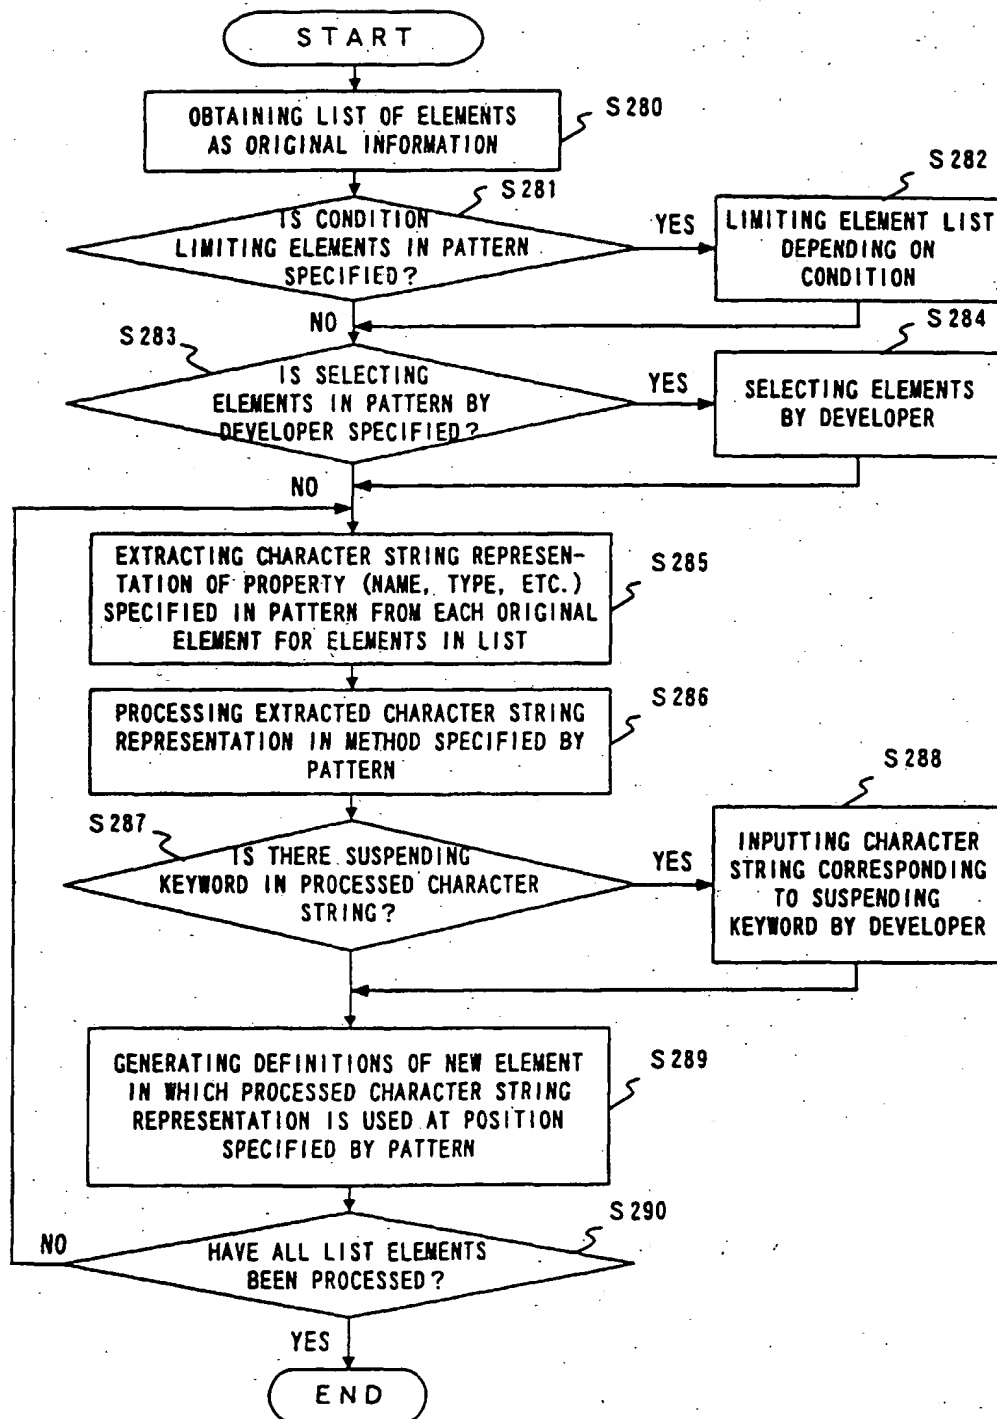 START
OBTAINING LIST OF ELEMENTS
AS ORIGINAL INFORMATION
S280
S281
IS CONDITION
LIMITING ELEMENTS IN PATTERN
SPECIFIED?
YES
S282
LIMITING ELEMENT LIST
DEPENDING ON
CONDITION
NO
S283
IS SELECTING
ELEMENTS IN PATTERN BY
DEVELOPER SPECIFIED?
YES
S284
SELECTING ELEMENTS
BY DEVELOPER
NO
EXTRACTING CHARACTER STRING REPRESEN-
TATION OF PROPERTY (NAME, TYPE, ETC.)
SPECIFIED IN PATTERN FROM EACH ORIGINAL
ELEMENT FOR ELEMENTS IN LIST
S285
PROCESSING EXTRACTED CHARACTER STRING
REPRESENTATION IN METHOD SPECIFIED BY
PATTERN
S286
S287
IS THERE SUSPENDING
KEYWORD IN PROCESSED CHARACTER
STRING?
YES
S288
INPUTTING CHARACTER
STRING CORRESPONDING
TO SUSPENDING
KEYWORD BY DEVELOPER
GENERATING DEFINITIONS OF NEW ELEMENT
IN WHICH PROCESSED CHARACTER STRING
REPRESENTATION IS USED AT POSITION
SPECIFIED BY PATTERN
S289
S290
NO
HAVE ALL LIST ELEMENTS
BEEN PROCESSED?
YES
END